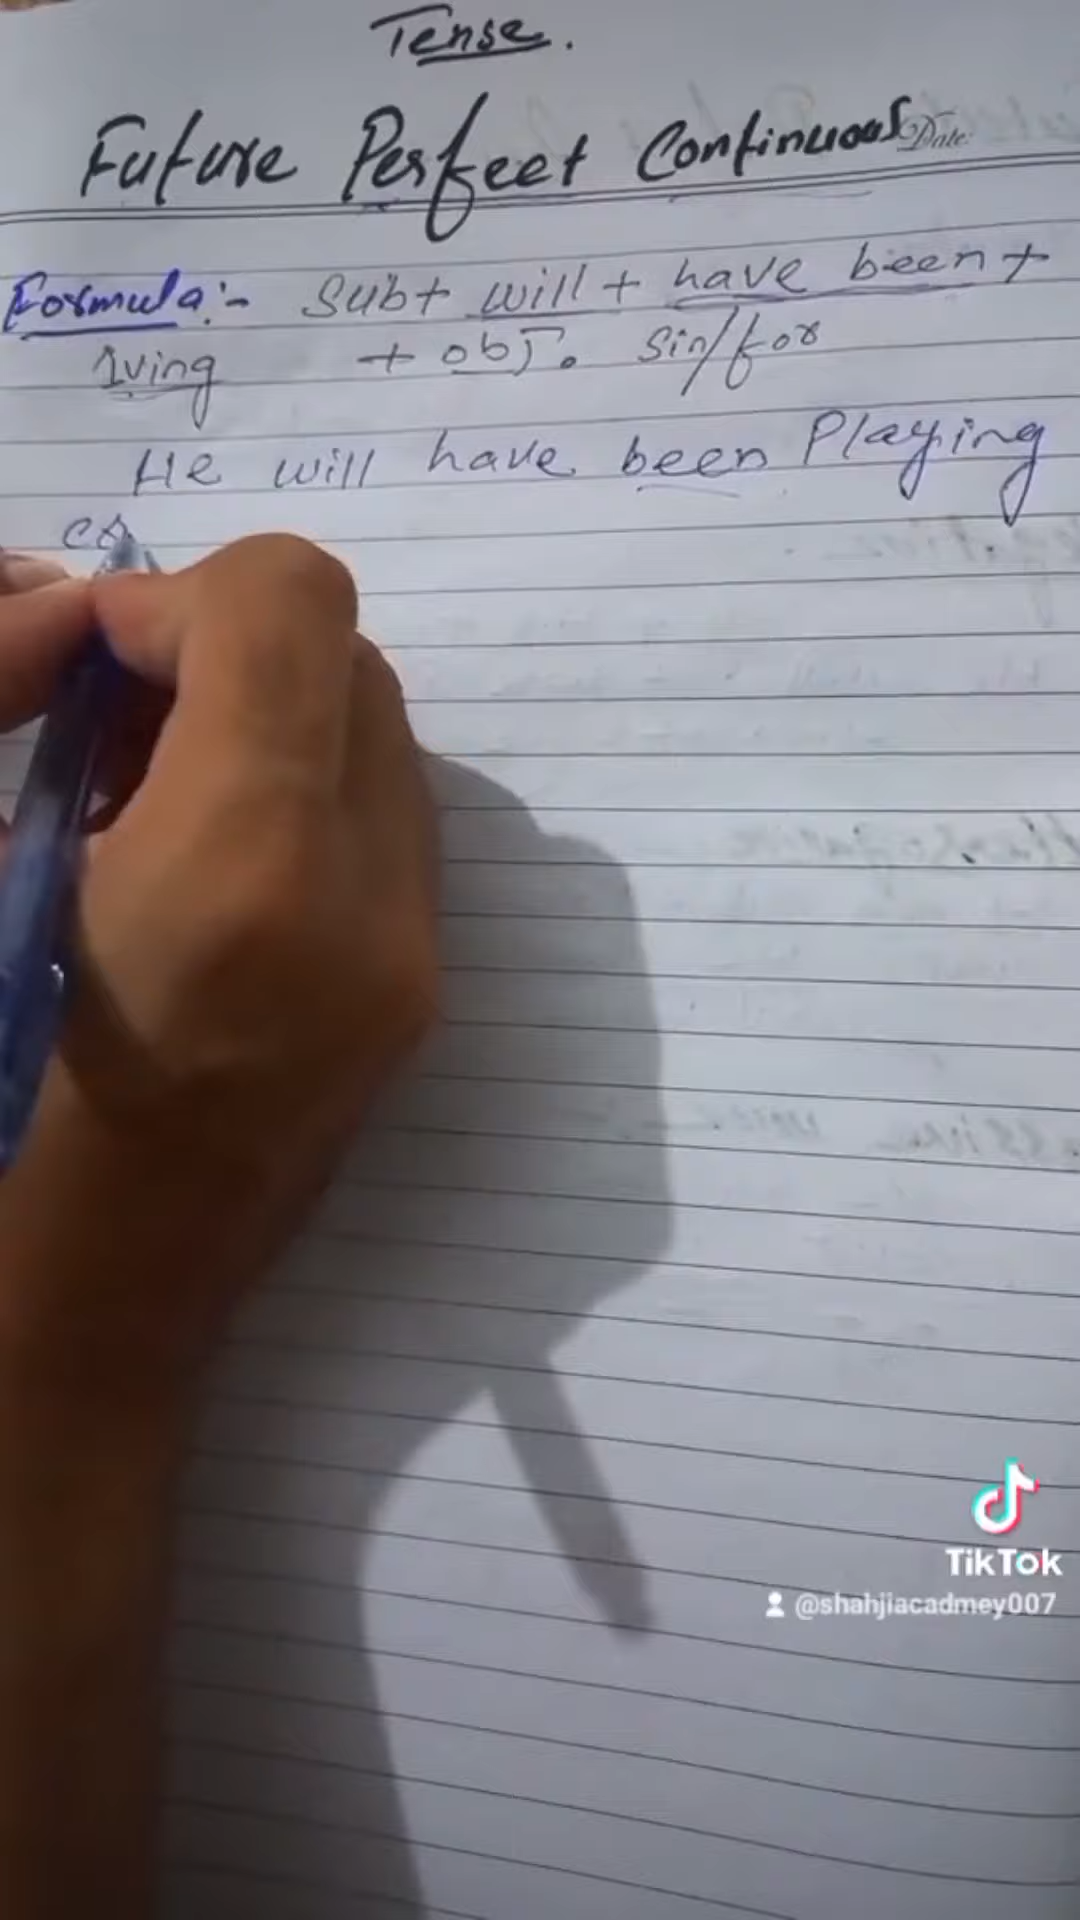 Tense.
Future Perfect Continuous Date:
Formula:- Sub+ will + have been +
1ving + obj. Sin/for
He will have been Playing
TikTok
@shahjiacadmey007